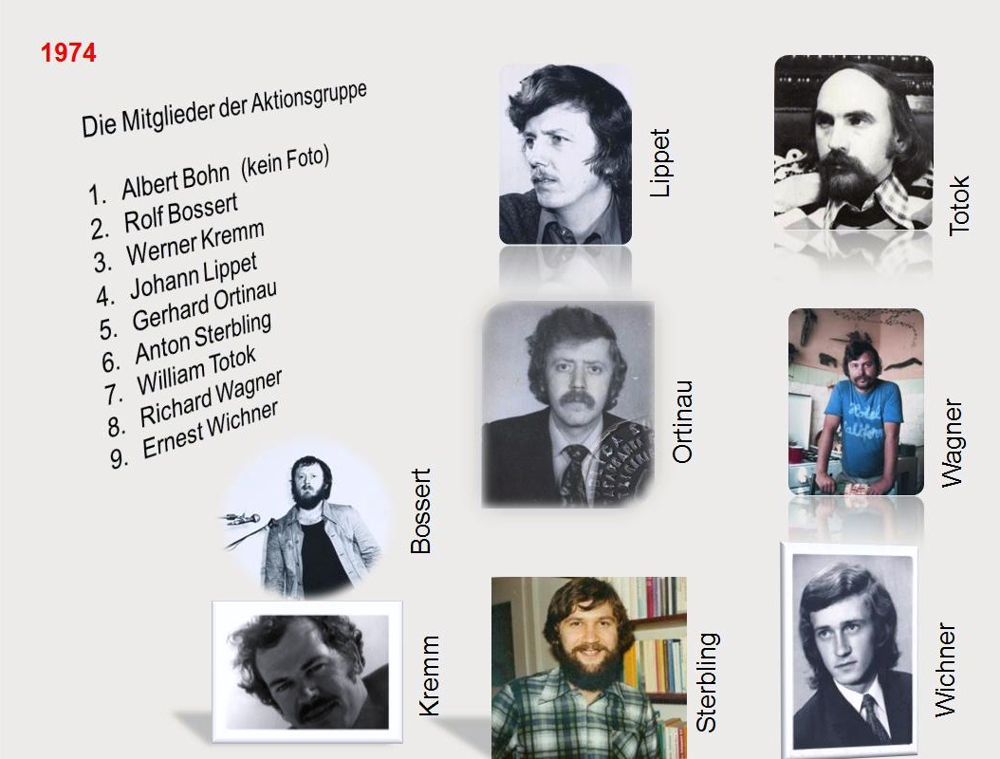 1974
Die Mitglieder der Aktionsgruppe
1. Albert Bohn (kein Foto)
2. Rolf Bossert
3. Werner Kremm
4. Johann Lippet
5. Gerhard Ortinau
6. Anton Sterbling
7. William Totok
8. Richard Wagner
9. Ernest Wichner
Lippet
Totok
Ortinau
Wagner
Bossert
Kremm
Sterbling
Wichner